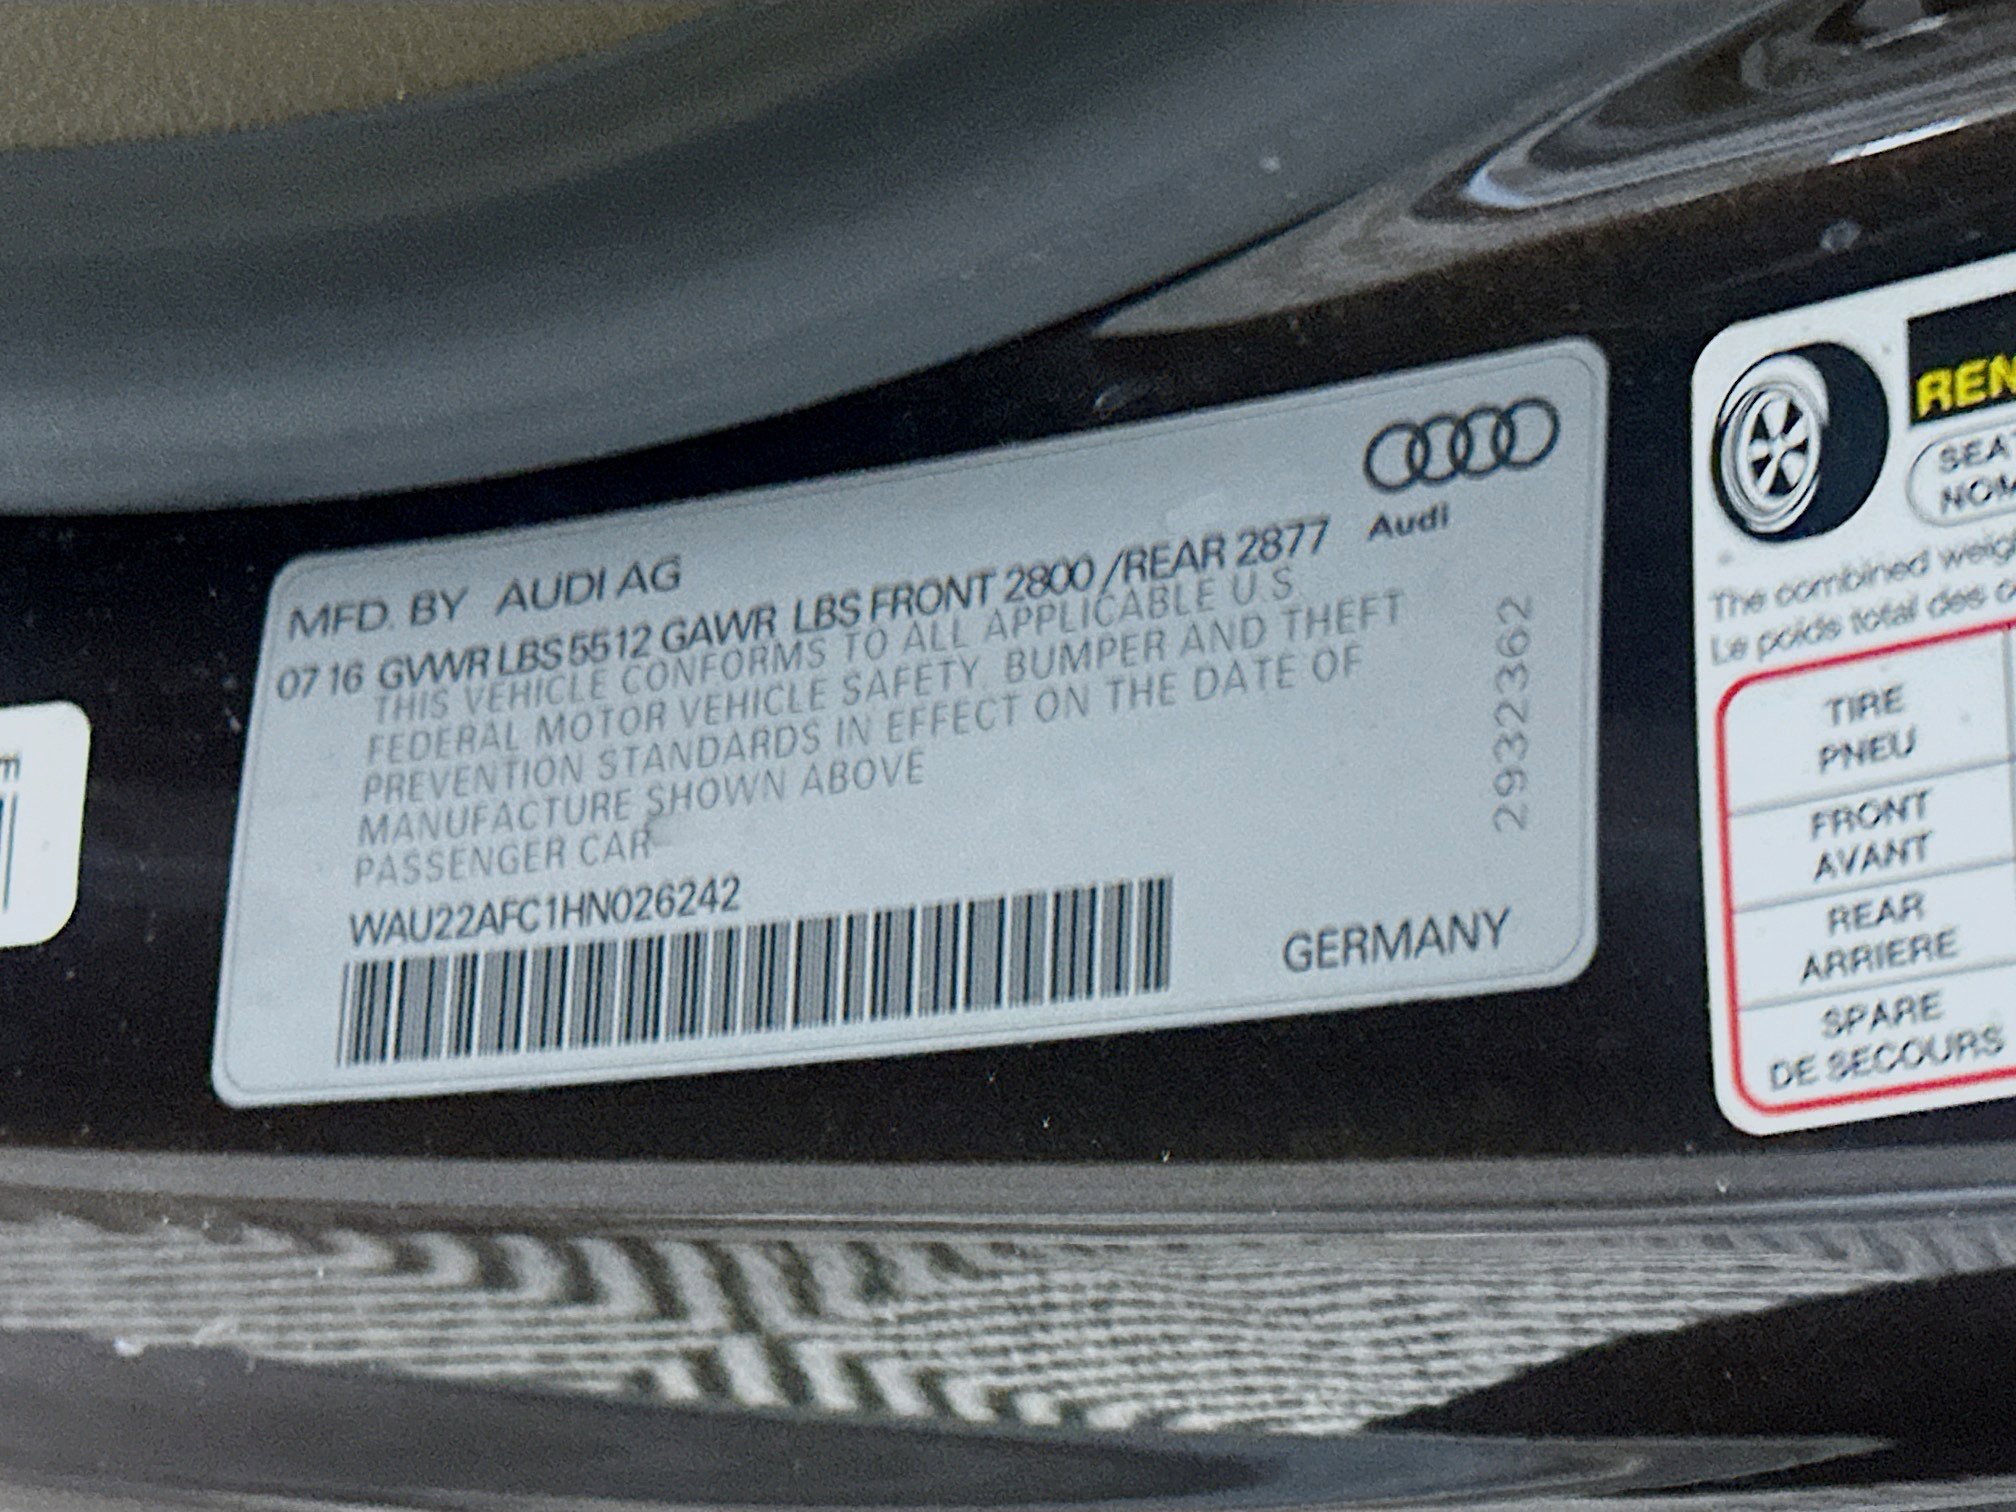 Audi
MFD. BY AUDI AG
07 16 GVWR LBS 5512 GAWR LBS FRONT 2800 /REAR 2877
THIS VEHICLE CONFORMS TO ALL APPLICABLE U.S.
FEDERAL MOTOR VEHICLE SAFETY, BUMPER AND THEFT
PREVENTION STANDARDS IN EFFECT ON THE DATE OF
MANUFACTURE SHOWN ABOVE
PASSENGER CAR
WAU22AFC1HN026242
GERMANY
2932362
REN
SEAT
NOM
The combined weig
Le poids total des
TIRE
PNEU
FRONT
AVANT
REAR
ARRIERE
SPARE
DE SECOURS
m